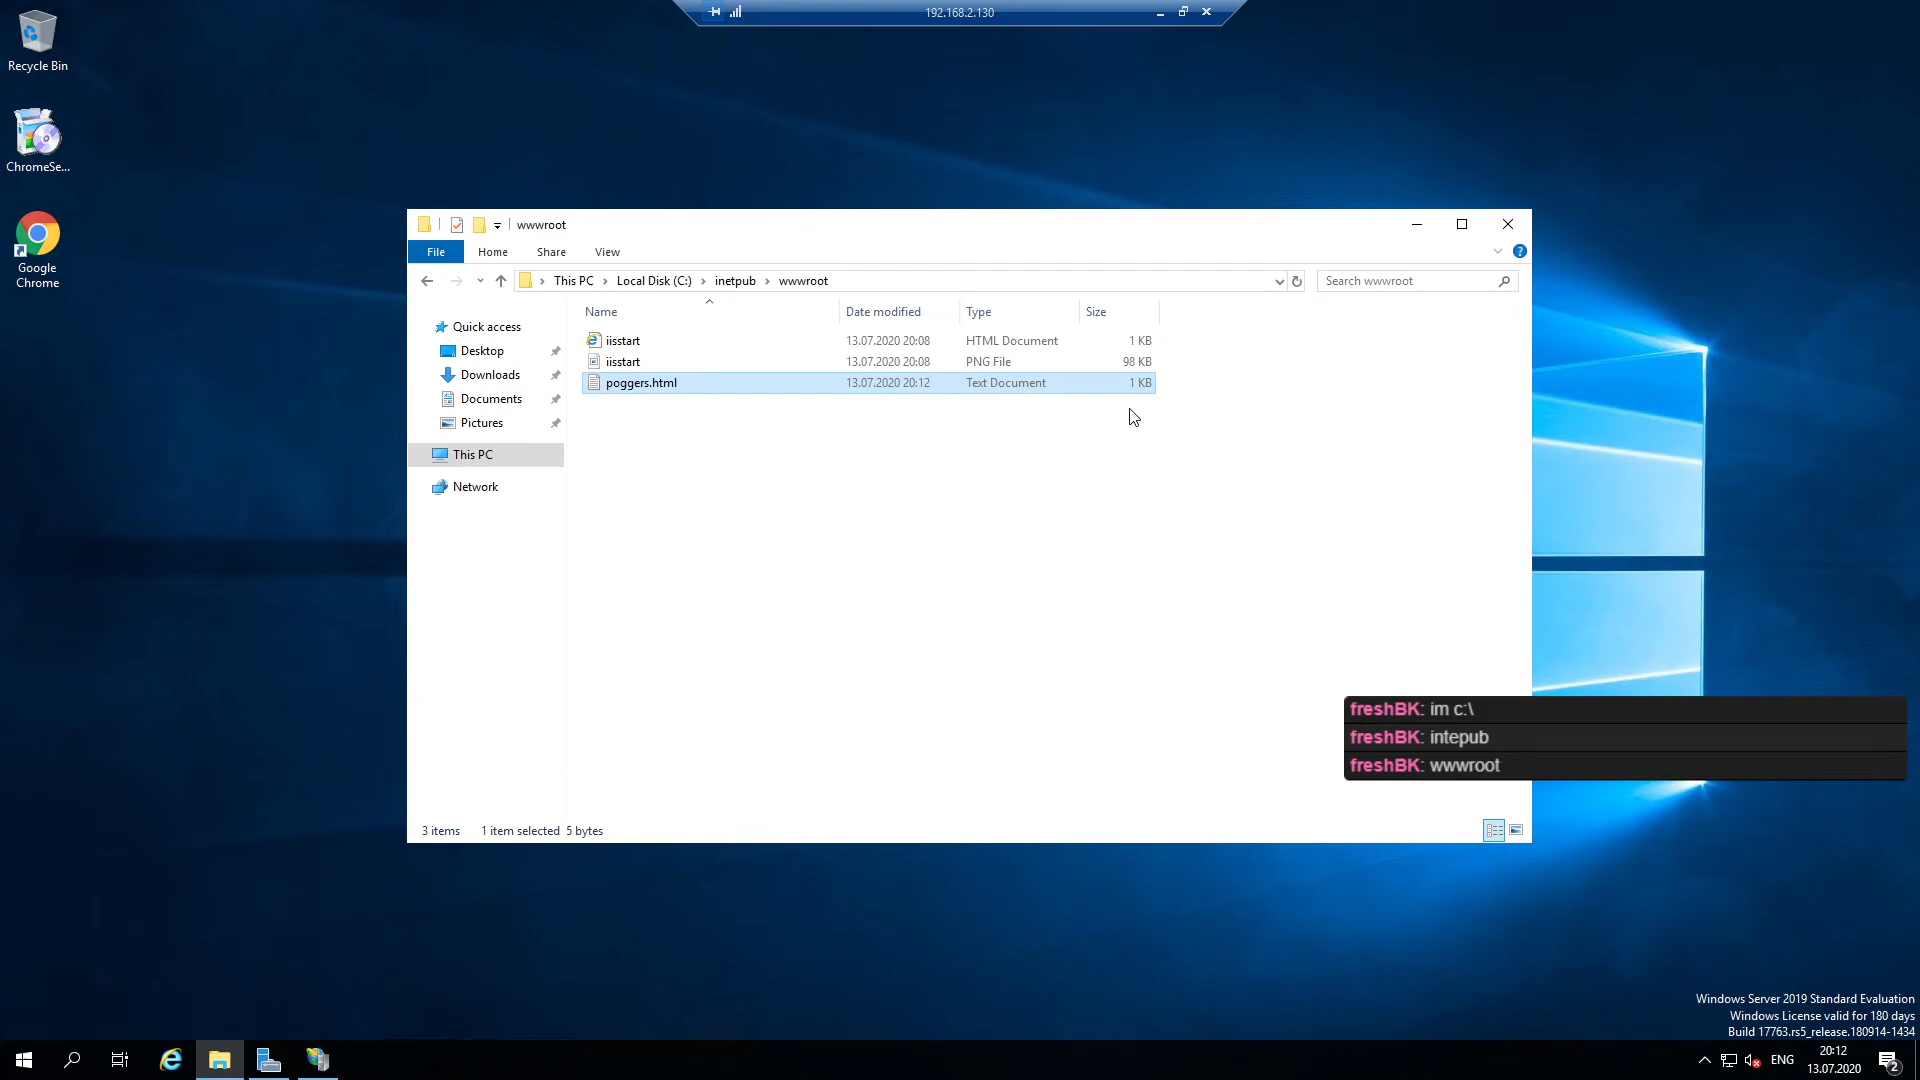 192.168.2.130
Recycle Bin
ChromeSe...
Google
Chrome
wwwroot
File
Home
Share
View
This PC
Local Disk (C:)
inetpub
wwwroot
Search wwwroot
Name
Date modified
Type
Size
Quick access
Desktop
Downloads
Documents
Pictures
This PC
Network
iisstart 13.07.2020 20:08 HTML Document 1 KB
iisstart 13.07.2020 20:08 PNG File 98 KB
poggers.html 13.07.2020 20:12 Text Document 1 KB
freshBK: im c:\
freshBK: intepub
freshBK: wwwroot
3 items 1 item selected 5 bytes
Windows Server 2019 Standard Evaluation
Windows License valid for 180 days
Build 17763.rs5_release.180914-1434
ENG
20:12
13.07.2020
2